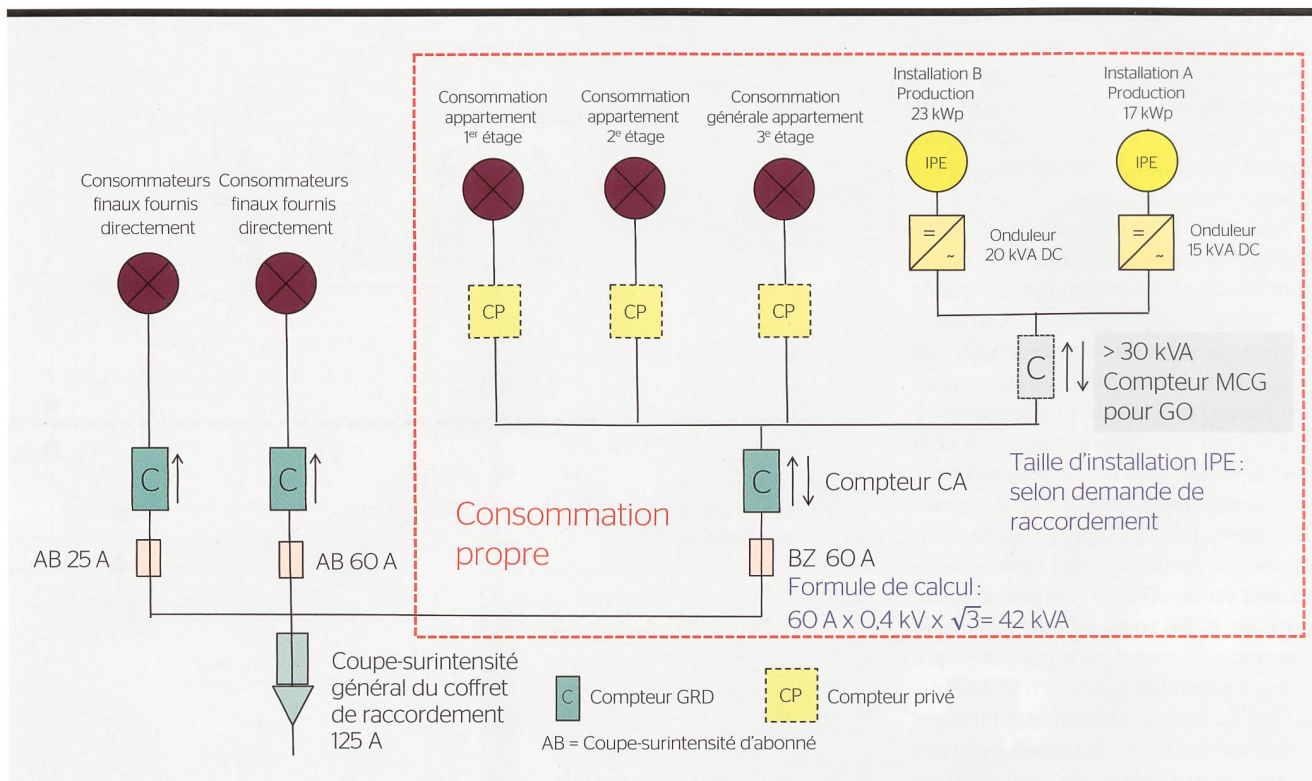 Consommateurs
finaux fournis
directement
Consommateurs
finaux fournis
directement
Consommation
appartement
1er étage
Consommation
appartement
2e étage
Consommation
générale appartement
3e étage
Installation B
Production
23 kWp
Installation A
Production
17 kWp
IPE
IPE
=
~
Onduleur
20 kVA DC
=
~
Onduleur
15 kVA DC
CP
CP
CP
C
> 30 kVA
Compteur MCG
pour GO
C
C
C
Compteur CA
Taille d'installation IPE:
selon demande de
raccordement
Consommation
propre
AB 25 A
AB 60 A
BZ 60 A
Formule de calcul:
60 A x 0,4 kV x √3= 42 kVA
Coupe-surintensité
général du coffret
de raccordement
125 A
C
Compteur GRD
CP
Compteur privé
AB = Coupe-surintensité d'abonné